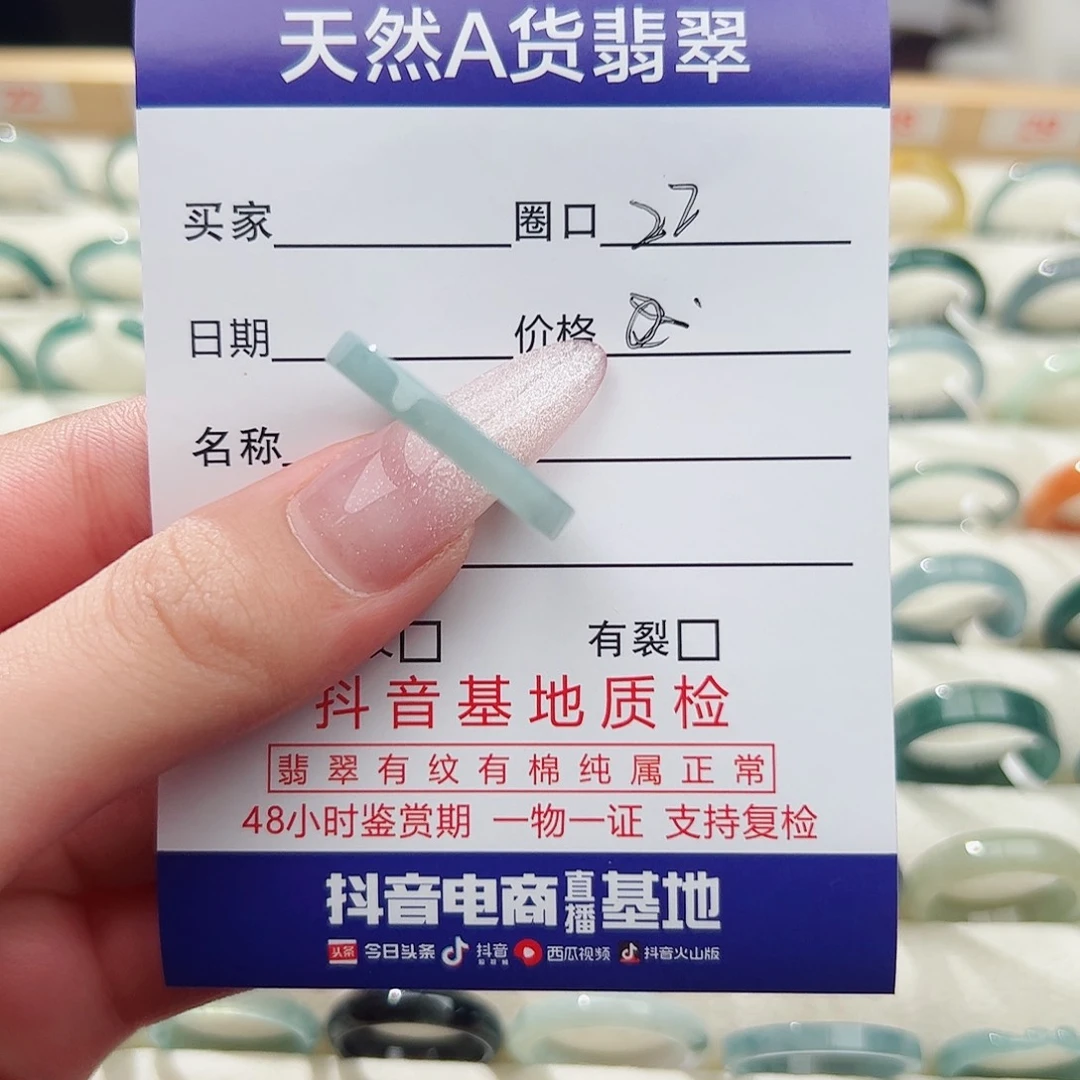 天然A货翡翠
买家 圈口 22
日期 价格
名称
有裂
抖音基地质检
翡翠有纹有棉纯属正常
48小时鉴赏期 一物一证 支持复检
抖音电商直播基地
头条 今日头条 抖音 西瓜视频 抖音火山版